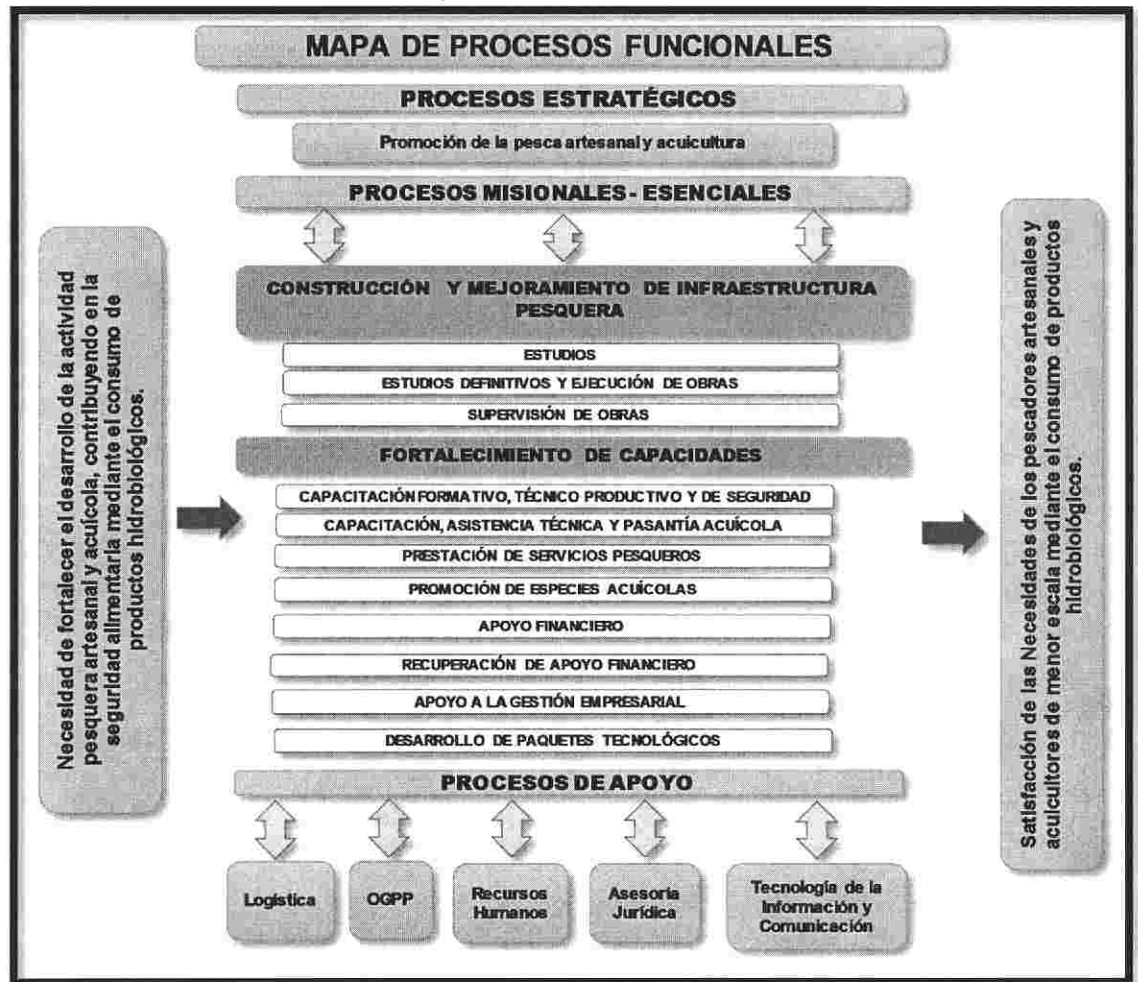 MAPA DE PROCESOS FUNCIONALES
PROCESOS ESTRATÉGICOS
Promoción de la pesca artesanal y acuicultura
PROCESOS MISIONALES- ESENCIALES
Necesidad de fortalecer el desarrollo de la actividad
pesquera artesanal y acuícola, contribuyendo en la
seguridad alimentaria mediante el consumo de
productos hidrobiológicos.
CONSTRUCCIÓN Y MEJORAMIENTO DE INFRAESTRUCTURA
PESQUERA
ESTUDIOS
ESTUDIOS DEFINITIVOS Y EJECUCIÓN DE OBRAS
SUPERVISIÓN DE OBRAS
FORTALECIMIENTO DE CAPACIDADES
CAPACITACIÓN FORMATIVO, TÉCNICO PRODUCTIVO Y DE SEGURIDAD
CAPACITACIÓN, ASISTENCIA TÉCNICA Y PASANTÍA ACUÍCOLA
PRESTACIÓN DE SERVICIOS PESQUEROS
PROMOCIÓN DE ESPECIES ACUÍCOLAS
APOYO FINANCIERO
RECUPERACIÓN DE APOYO FINANCIERO
APOYO A LA GESTIÓN EMPRESARIAL
DESARROLLO DE PAQUETES TECNOLÓGICOS
Satisfacción de las Necesidades de los pescadores artesanales y
acuicultores de menor escala mediante el consumo de productos
hidrobiológicos.
PROCESOS DE APOYO
Logística
OGPP
Recursos
Humanos
Asesoría
Jurídica
Tecnología de la
Información y
Comunicación